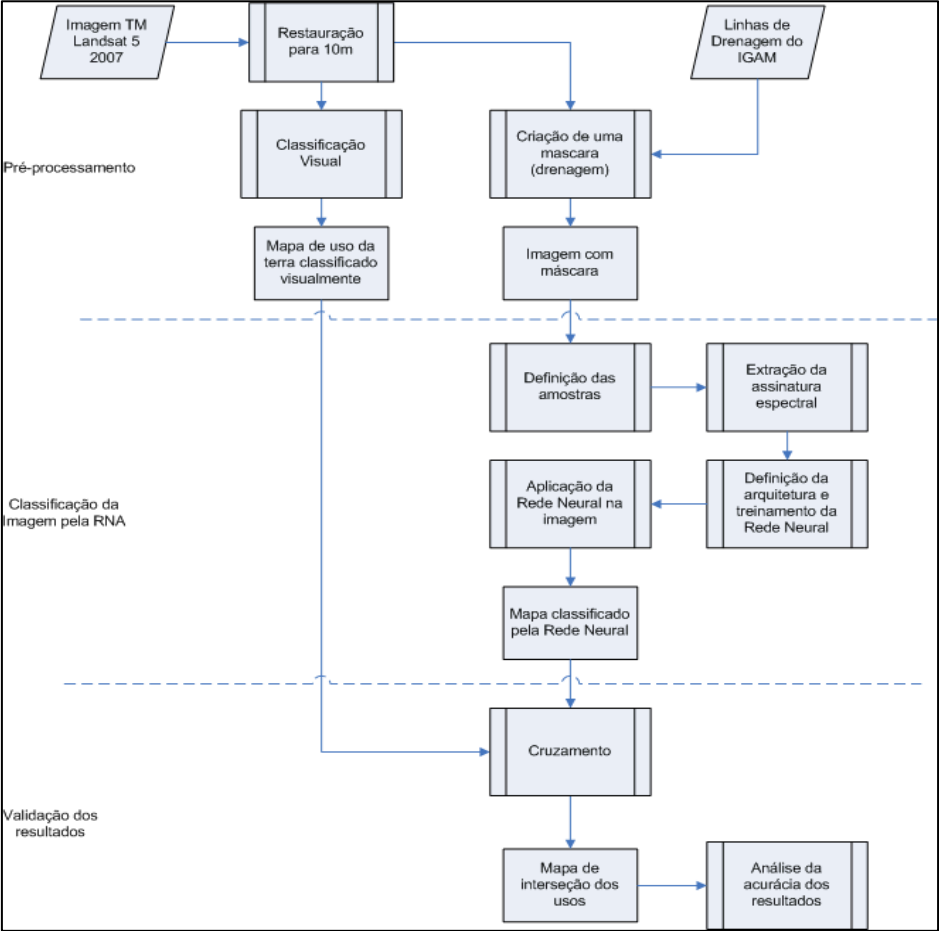 Imagem TM
Landsat 5
2007
Restauração
para 10m
Linhas de
Drenagem do
IGAM
Pré-processamento
Classificação
Visual
Criação de uma
mascara
(drenagem)
Mapa de uso da
terra classificado
visualmente
Imagem com
máscara
Classificação da
Imagem pela RNA
Definição das
amostras
Extração da
assinatura
espectral
Definição da
arquitetura e
treinamento da
Rede Neural
Aplicação da
Rede Neural na
imagem
Mapa classificado
pela Rede Neural
Validação dos
resultados
Cruzamento
Mapa de
interseção dos
usos
Análise da
acurácia dos
resultados